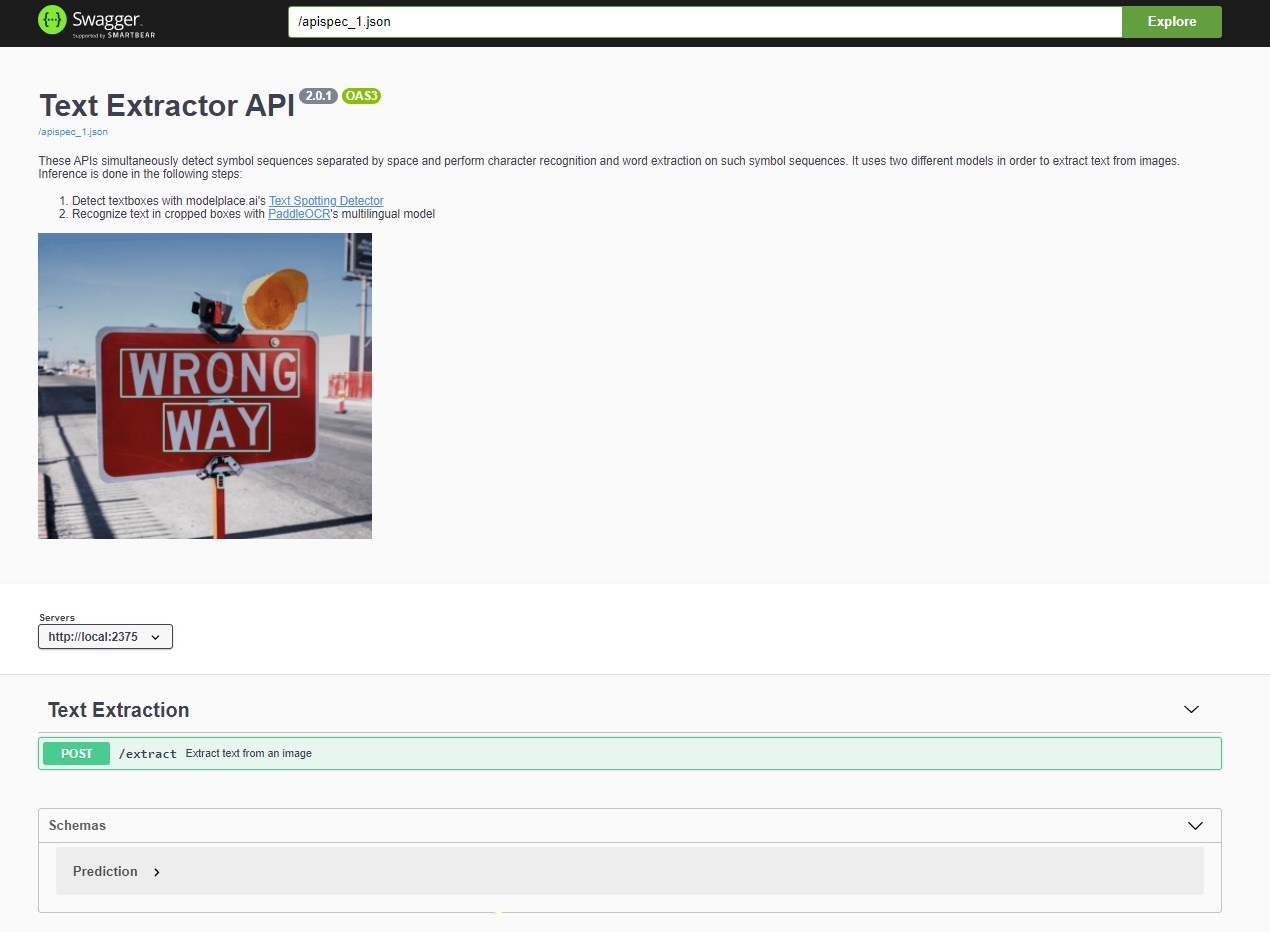 Swagger
Supported by SMARTBEAR
/apispec_1.json
Explore
Text Extractor API 2.0.1 OAS3
/apispec_1.json
These APIs simultaneously detect symbol sequences separated by space and perform character recognition and word extraction on such symbol sequences. It uses two different models in order to extract text from images.
Inference is done in the following steps:
1. Detect textboxes with modelplace.ai's Text Spotting Detector
2. Recognize text in cropped boxes with PaddleOCR's multilingual model
WRONG
WAY
Servers
http://local:2375
Text Extraction
POST /extract Extract text from an image
Schemas
Prediction